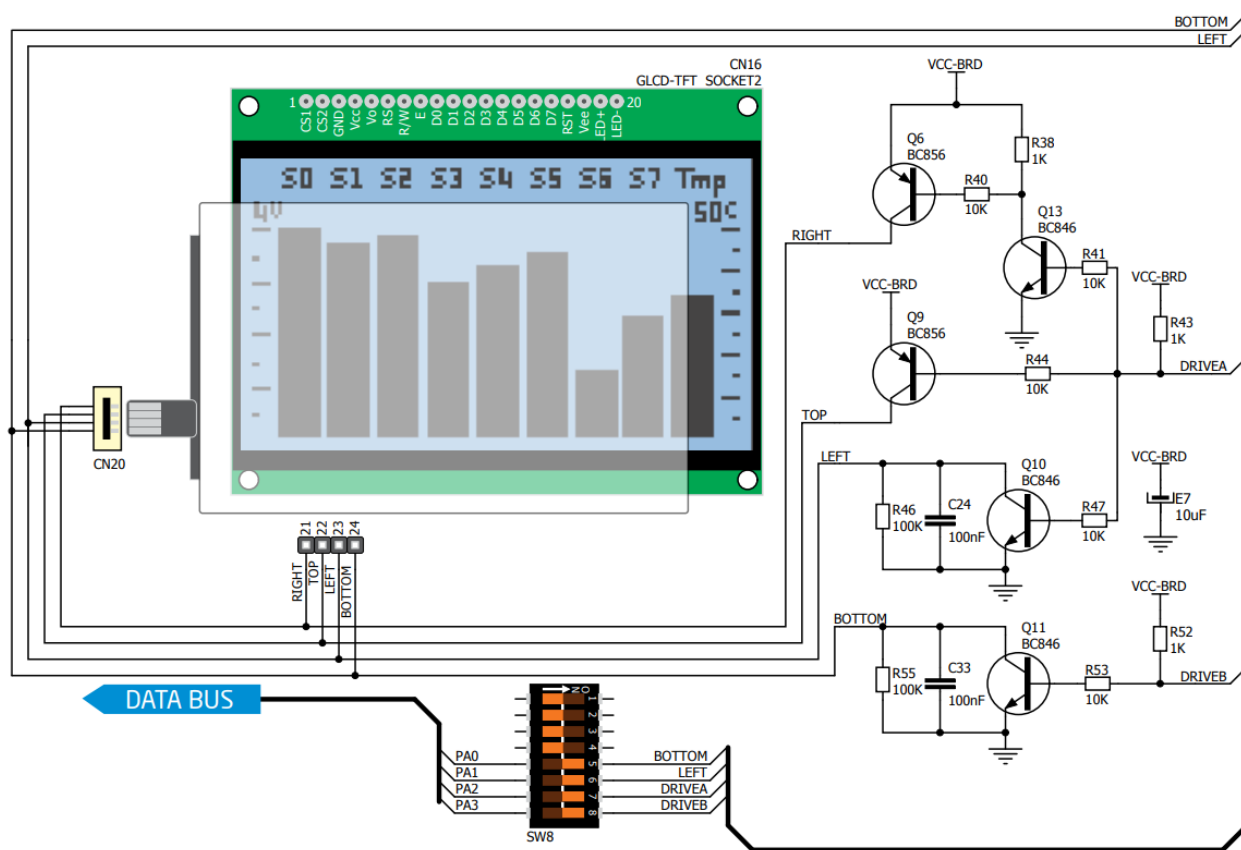 BOTTOM
LEFT
CN16
GLCD-TFT SOCKET2
1 20
CS1 CS2 GND Vcc Vo RS R/W E D0 D1 D2 D3 D4 D5 D6 D7 RST Vee LED+ LED-
S0 S1 S2 S3 S4 S5 S6 S7 Tmp
4V 50C
VCC-BRD
Q6
BC856
R38
1K
R40
10K
Q13
BC846
RIGHT
R41
10K
VCC-BRD
VCC-BRD
Q9
BC856
R43
1K
R44
10K
DRIVEA
TOP
CN20
LEFT
Q10
BC846
VCC-BRD
R46
100K
C24
100nF
R47
10K
E7
10uF
21 22 23 24
RIGHT TOP LEFT BOTTOM
VCC-BRD
BOTTOM
Q11
BC846
R52
1K
R55
100K
C33
100nF
R53
10K
DRIVEB
DATA BUS
ON
1
2
3
4
PA0 5 BOTTOM
PA1 6 LEFT
PA2 7 DRIVEA
PA3 8 DRIVEB
SW8